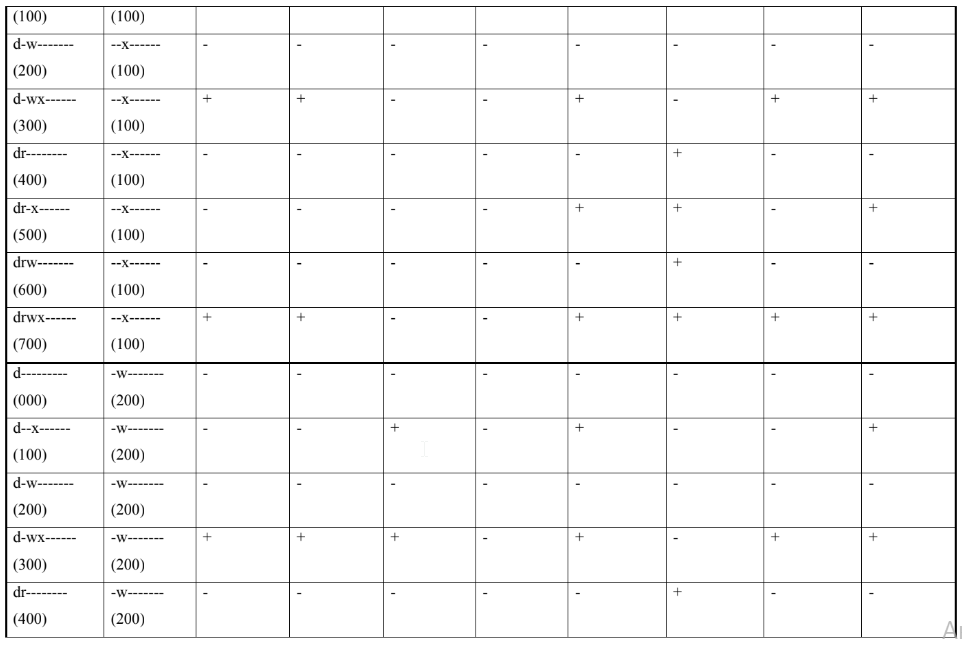 (100) (100)
d-w------- --x------ - - - - - - - -
(200) (100)
d-wx------ --x------ + + - - + - + +
(300) (100)
dr-------- --x------ - - - - - + - -
(400) (100)
dr-x------ --x------ - - - - + + - +
(500) (100)
drw------- --x------ - - - - - + - -
(600) (100)
drwx------ --x------ + + - - + + + +
(700) (100)
d--------- -w------- - - - - - - - -
(000) (200)
d--x------ -w------- - - + - + - - +
(100) (200)
d-w------- -w------- - - - - - - - -
(200) (200)
d-wx------ -w------- + + + - + - + +
(300) (200)
dr-------- -w------- - - - - - + - -
(400) (200)